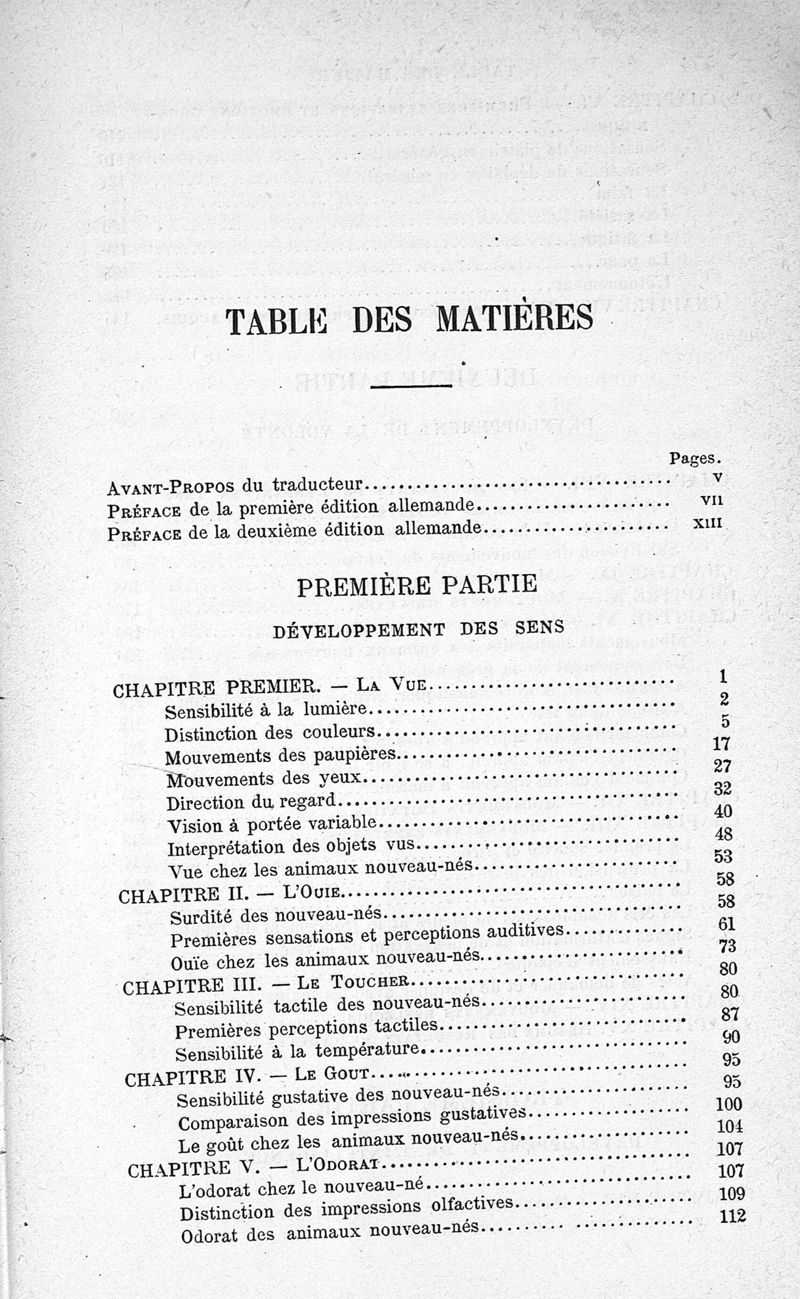 TABLE DES MATIÈRES
Pages.
AVANT-PROPOS du traducteur.................................... V
PRÉFACE de la première édition allemande....................... VII
PRÉFACE de la deuxième édition allemande....................... XIII
PREMIÈRE PARTIE
DÉVELOPPEMENT DES SENS
CHAPITRE PREMIER. — LA VUE............................ 1
Sensibilité à la lumière................................... 2
Distinction des couleurs................................... 5
Mouvements des paupières................................ 17
Mouvements des yeux.................................... 27
Direction du regard....................................... 32
Vision à portée variable................................... 40
Interprétation des objets vus............................... 48
Vue chez les animaux nouveau-nés........................ 53
CHAPITRE II. — L'OUIE..................................... 58
Surdité des nouveau-nés.................................. 58
Premières sensations et perceptions auditives............. 61
Ouïe chez les animaux nouveau-nés....................... 73
CHAPITRE III. — LE TOUCHER............................... 80
Sensibilité tactile des nouveau-nés........................ 80
Premières perceptions tactiles............................. 87
Sensibilité à la température............................... 90
CHAPITRE IV. — LE GOUT.................................. 95
Sensibilité gustative des nouveau-nés...................... 95
Comparaison des impressions gustatives................... 100
Le goût chez les animaux nouveau-nés.................... 104
CHAPITRE V. — L'ODORAT.................................. 107
L'odorat chez le nouveau-né.............................. 107
Distinction des impressions olfactives..................... 109
Odorat des animaux nouveau-nés......................... 112